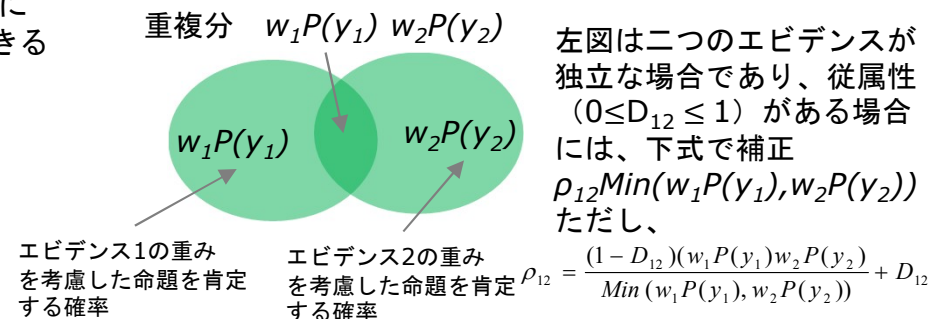 に
きる
重複分 w₁P(y₁) w₂P(y₂)
w₁P(y₁)
w₂P(y₂)
エビデンス1の重み
を考慮した命題を肯定
する確率
エビデンス2の重み
を考慮した命題を肯定
する確率
左図は二つのエビデンスが
独立な場合であり、従属性
（0≤D₁₂ ≤ 1）がある場合
には、下式で補正
ρ₁₂Min(w₁P(y₁),w₂P(y₂))
ただし、
ρ₁₂ = (1 − D₁₂)(w₁P(y₁)w₂P(y₂) / Min (w₁P(y₁), w₂P(y₂)) + D₁₂